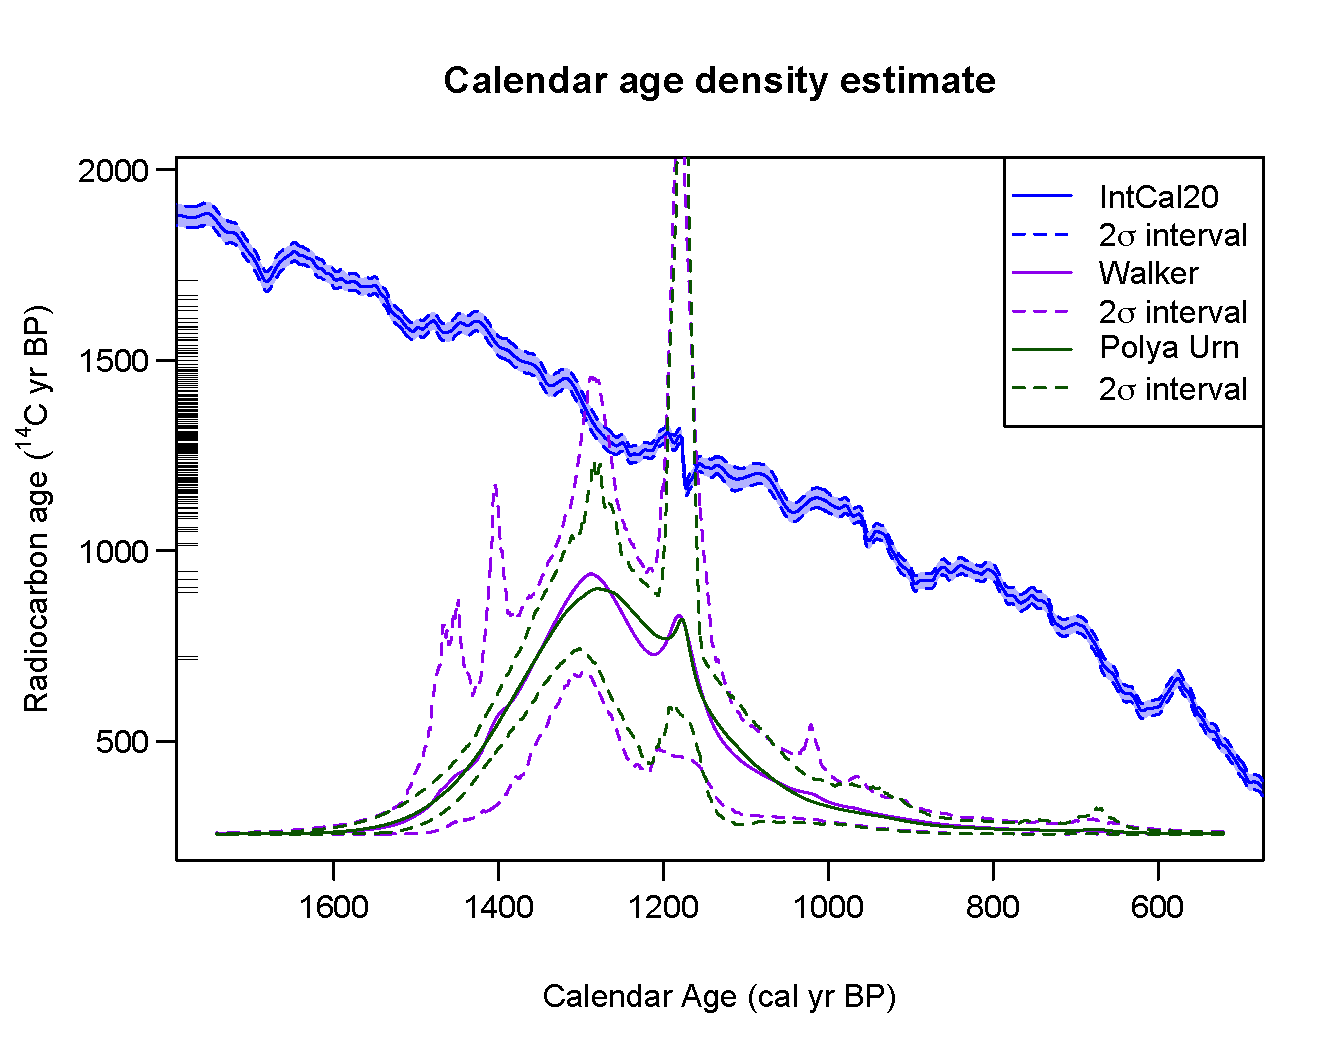 Calendar age density estimate
Radiocarbon age (¹⁴C yr BP)
2000
1500
1000
500
IntCal20
2σ interval
Walker
2σ interval
Polya Urn
2σ interval
1600 1400 1200 1000 800 600
Calendar Age (cal yr BP)